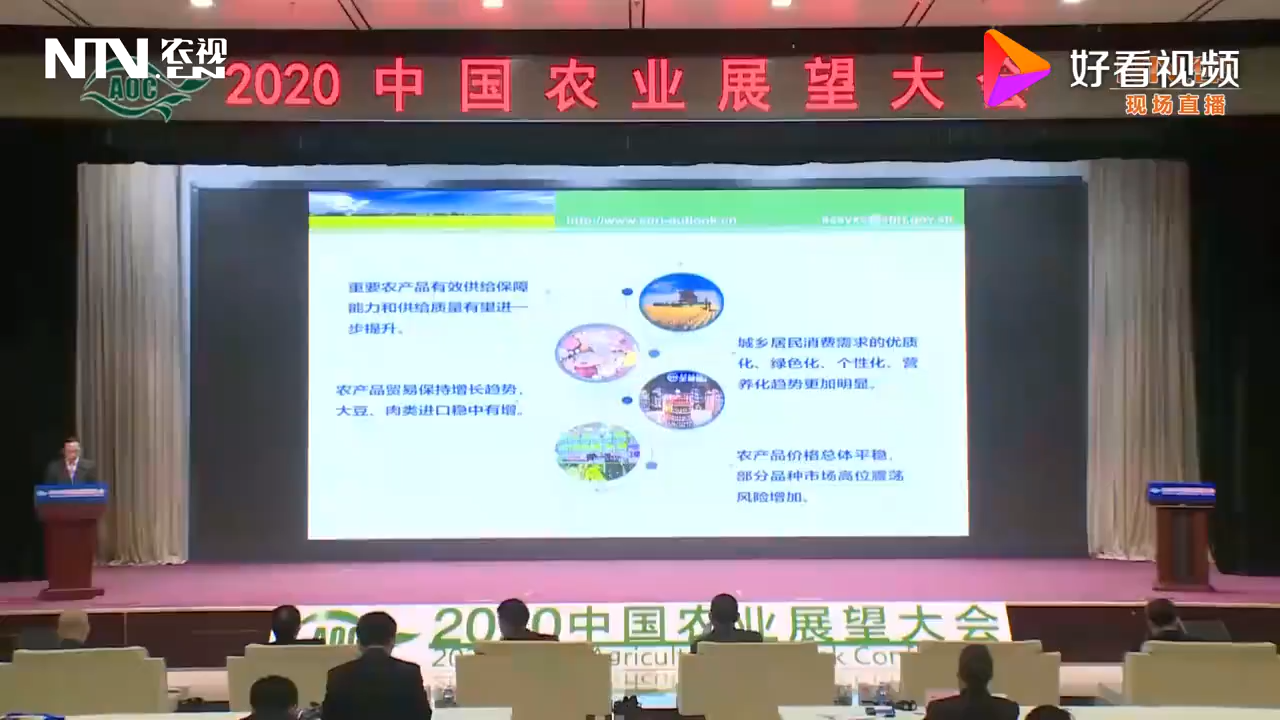 NTV.CN 农视
AOC
2020中国农业展望大会
好看视频
现场直播
重要农产品有效供给保障
能力和供给质量有望进一
步提升。
城乡居民消费需求的优质
化、绿色化、个性化、营
养化趋势更加明显。
农产品贸易保持增长趋势,
大豆、肉类进口稳中有增。
农产品价格总体平稳,
部分品种市场高位震荡
风险增加。
AOC
2020中国农业展望大会